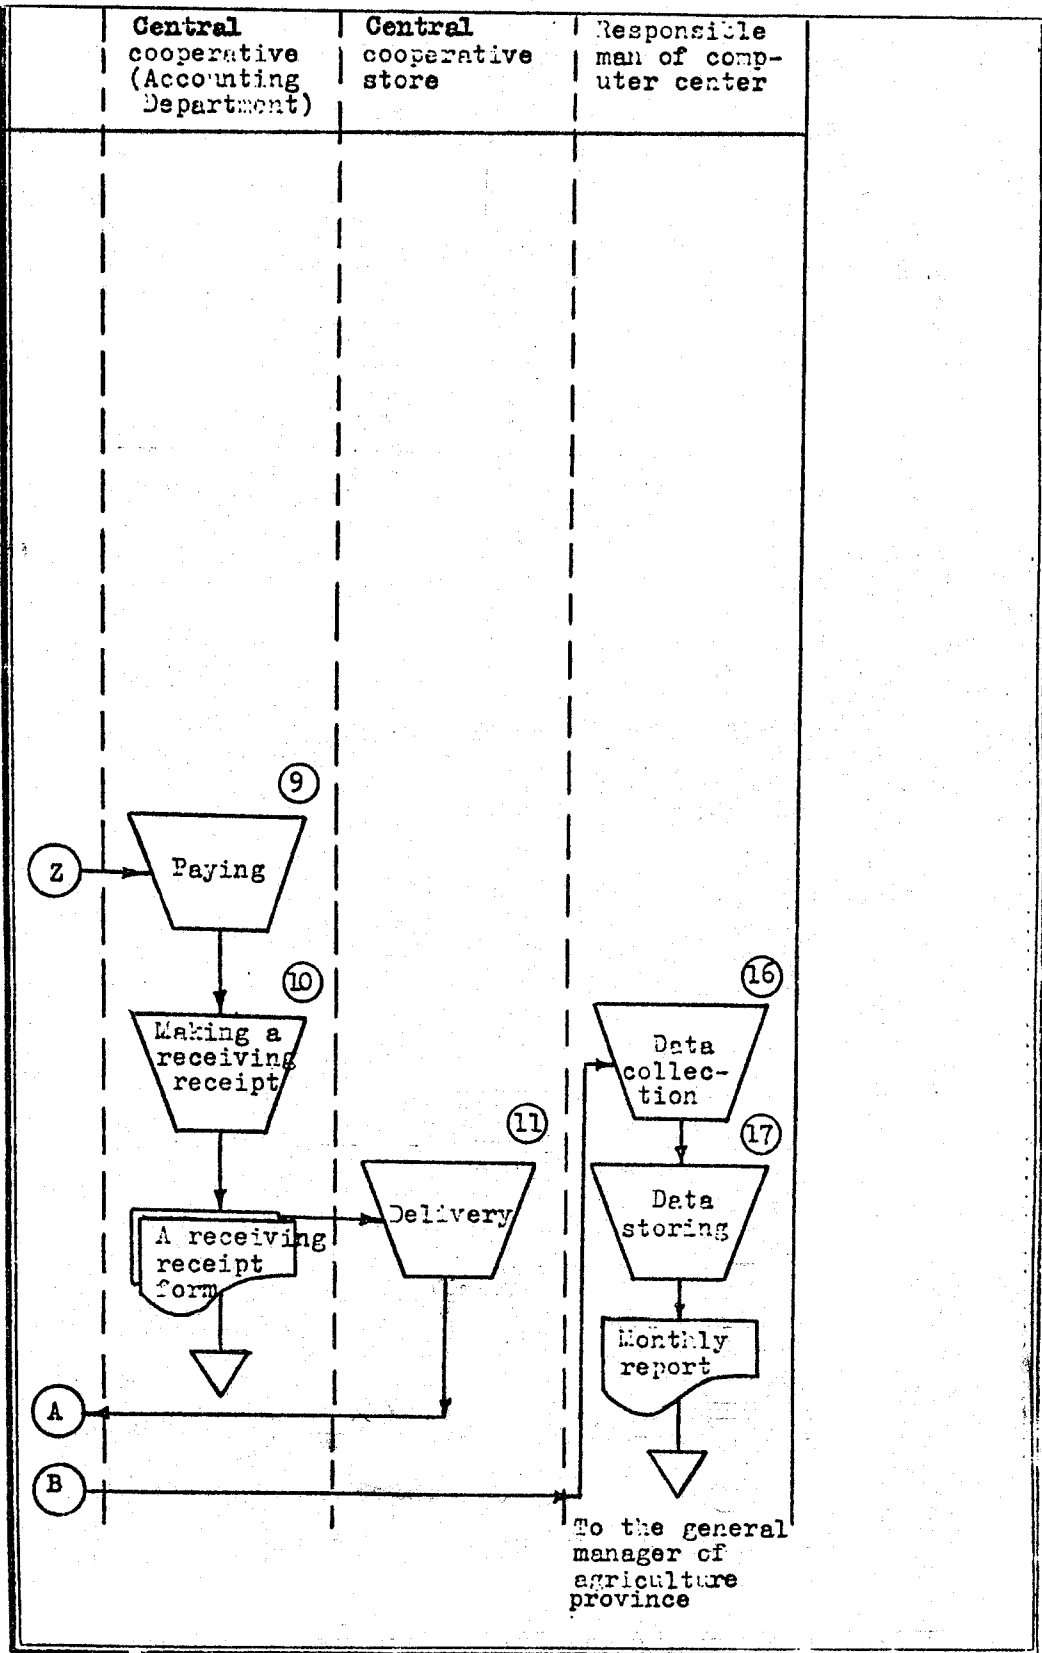 Central
cooperative
(Accounting
Department)
Central
cooperative
store
Responsible
man of comp-
uter center
9
Z
Paying
10
Making a
receiving
receipt
16
Data
collec-
tion
11
17
Delivery
Data
storing
A receiving
receipt
form
Monthly
report
A
B
To the general
manager of
agriculture
province